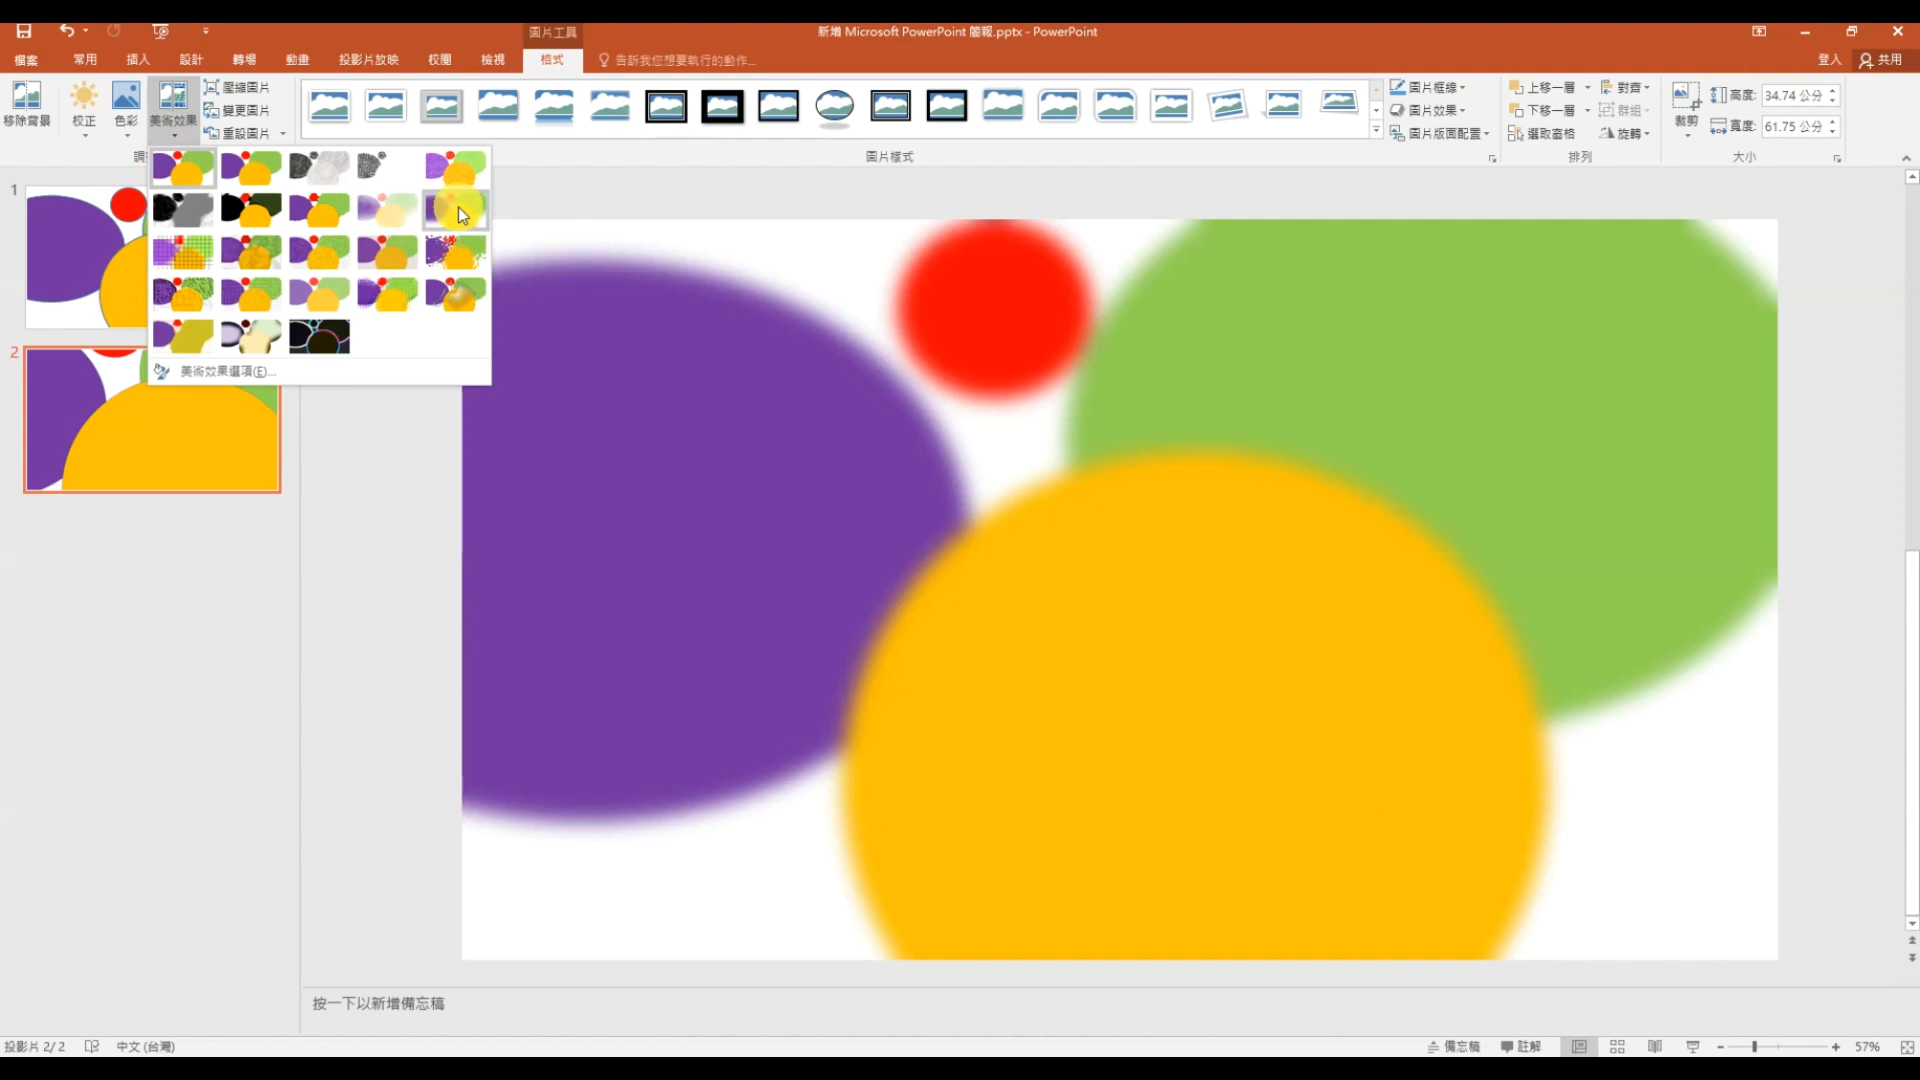 圖片工具
新增 Microsoft PowerPoint 簡報.pptx - PowerPoint
檔案 常用 插入 設計 轉場 動畫 投影片放映 校閱 檢視 格式 告訴我您想要執行的動作... 登入 共用
移除背景 校正 色彩 美術效果
壓縮圖片
變更圖片
重設圖片
圖片框線
圖片效果
圖片版面配置
上移一層 對齊
下移一層 群組
選取窗格 旋轉
裁剪
高度: 34.74 公分
寬度: 61.75 公分
圖片樣式 排列 大小
1
2
美術效果選項(E)...
按一下以新增備忘稿
投影片 2/2 中文 (台灣) 備忘稿 註解 57%